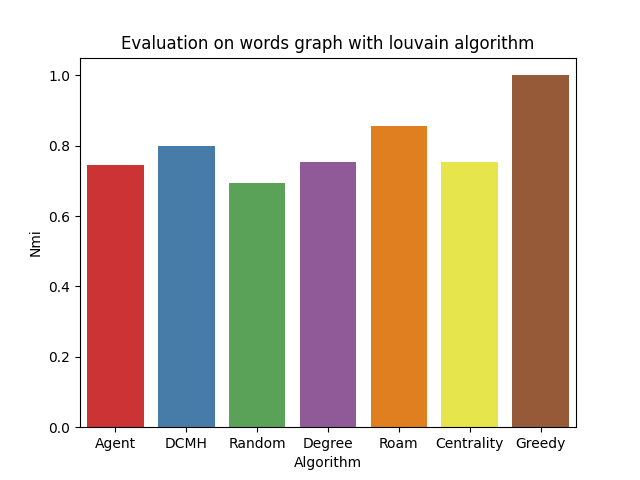 Evaluation on words graph with louvain algorithm
1.0
0.8
0.6
0.4
0.2
0.0
Nmi
Agent DCMH Random Degree Roam Centrality Greedy
Algorithm